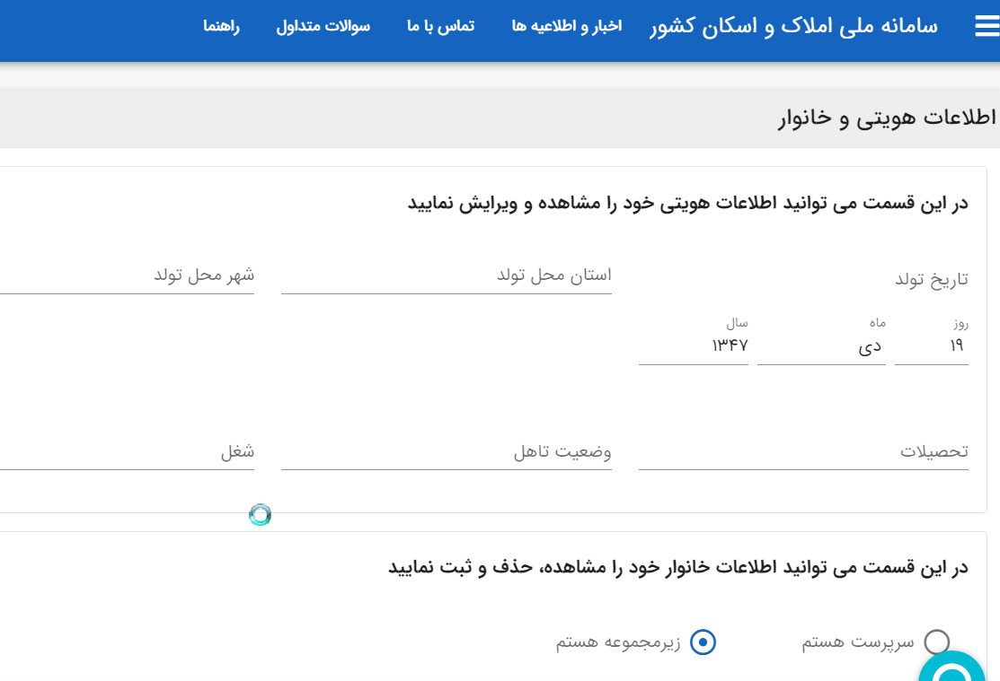 سامانه ملی املاک و اسکان کشور اخبار و اطلاعیه ها تماس با ما سوالات متداول راهنما
اطلاعات هویتی و خانوار
در این قسمت می توانید اطلاعات هویتی خود را مشاهده و ویرایش نمایید
تاریخ تولد استان محل تولد شهر محل تولد
روز ماه سال
۱۹ دی ۱۳۴۷
تحصیلات وضعیت تاهل شغل
در این قسمت می توانید اطلاعات خانوار خود را مشاهده، حذف و ثبت نمایید
سرپرست هستم زیرمجموعه هستم